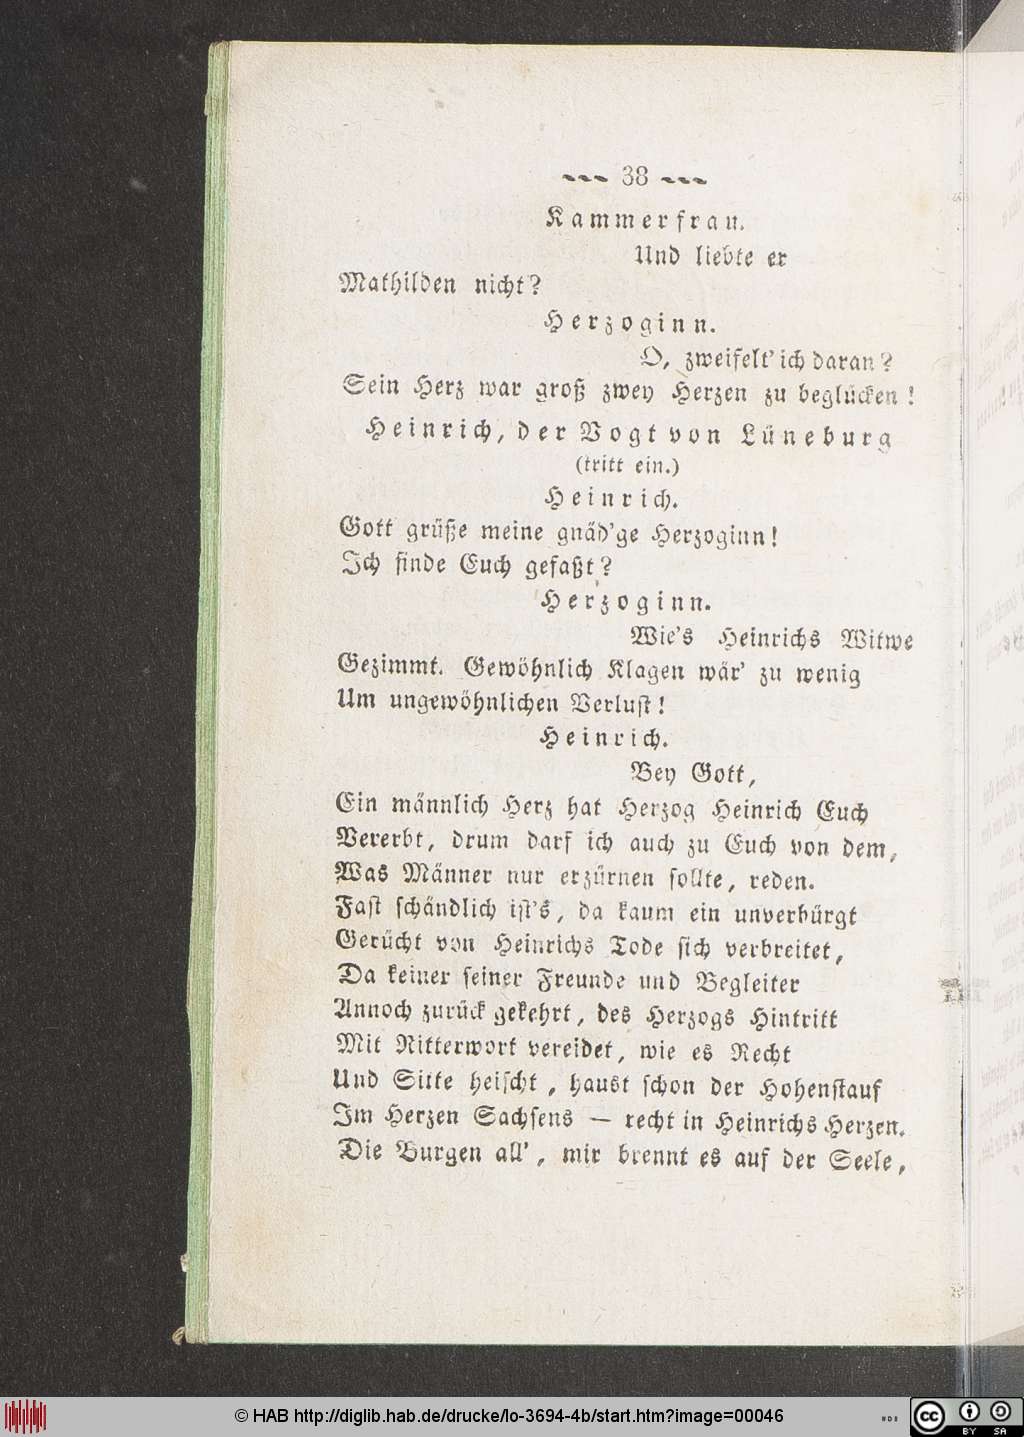 38
Kammerfrau.
Und liebte er
Mathilden nicht?
Herzoginn.
O, zweifelt' ich daran?
Sein Herz war groß zwey Herzen zu beglücken!
Heinrich, der Vogt von Lüneburg
(tritt ein.)
Heinrich.
Gott grüße meine gnäd'ge Herzoginn!
Ich finde Euch gefaßt?
Herzoginn.
Wie's Heinrichs Witwe
Gezimmt. Gewöhnlich Klagen wär' zu wenig
Um ungewöhnlichen Verlust!
Heinrich.
Bey Gott,
Ein männlich Herz hat Herzog Heinrich Euch
Vererbt, drum darf ich auch zu Euch von dem,
Was Männer nur erzürnen sollte, reden.
Fast schändlich ist's, da kaum ein unverbürgt
Gerücht von Heinrichs Tode sich verbreitet,
Da keiner seiner Freunde und Begleiter
Annoch zurück gekehrt, des Herzogs Hintritt
Mit Ritterwort vereidet, wie es Recht
Und Sitte heischt, haust schon der Hohenstauf
Im Herzen Sachsens — recht in Heinrichs Herzen.
Die Burgen all', mir brennt es auf der Seele,
© HAB http://diglib.hab.de/drucke/lo-3694-4b/start.htm?image=00046
cc BY SA